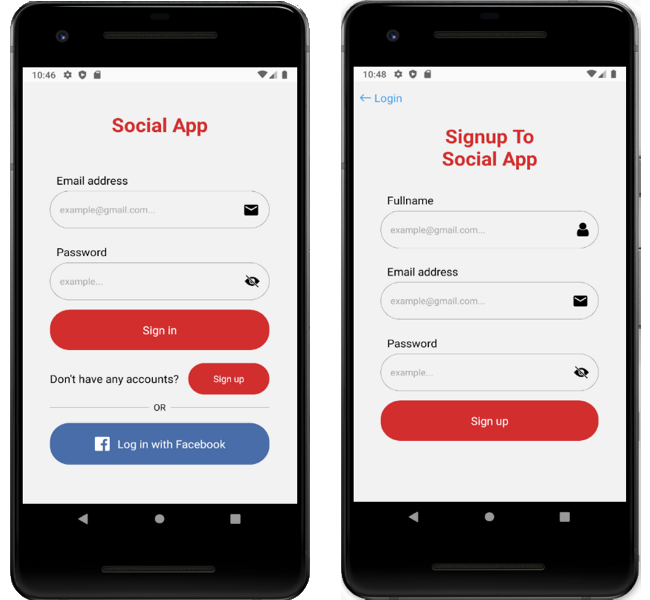 10:46
Social App
Email address
example@gmail.com...
Password
example...
Sign in
Don't have any accounts?
Sign up
OR
Log in with Facebook
10:48
← Login
Signup To
Social App
Fullname
example@gmail.com...
Email address
example@gmail.com...
Password
example...
Sign up